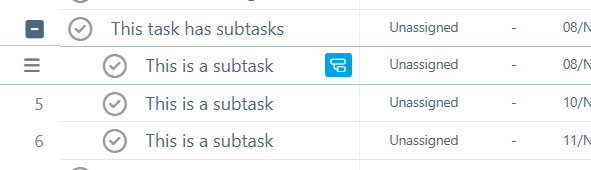 This task has subtasks Unassigned - 08/N
This is a subtask Unassigned - 08/N
5 This is a subtask Unassigned - 10/N
6 This is a subtask Unassigned - 11/N